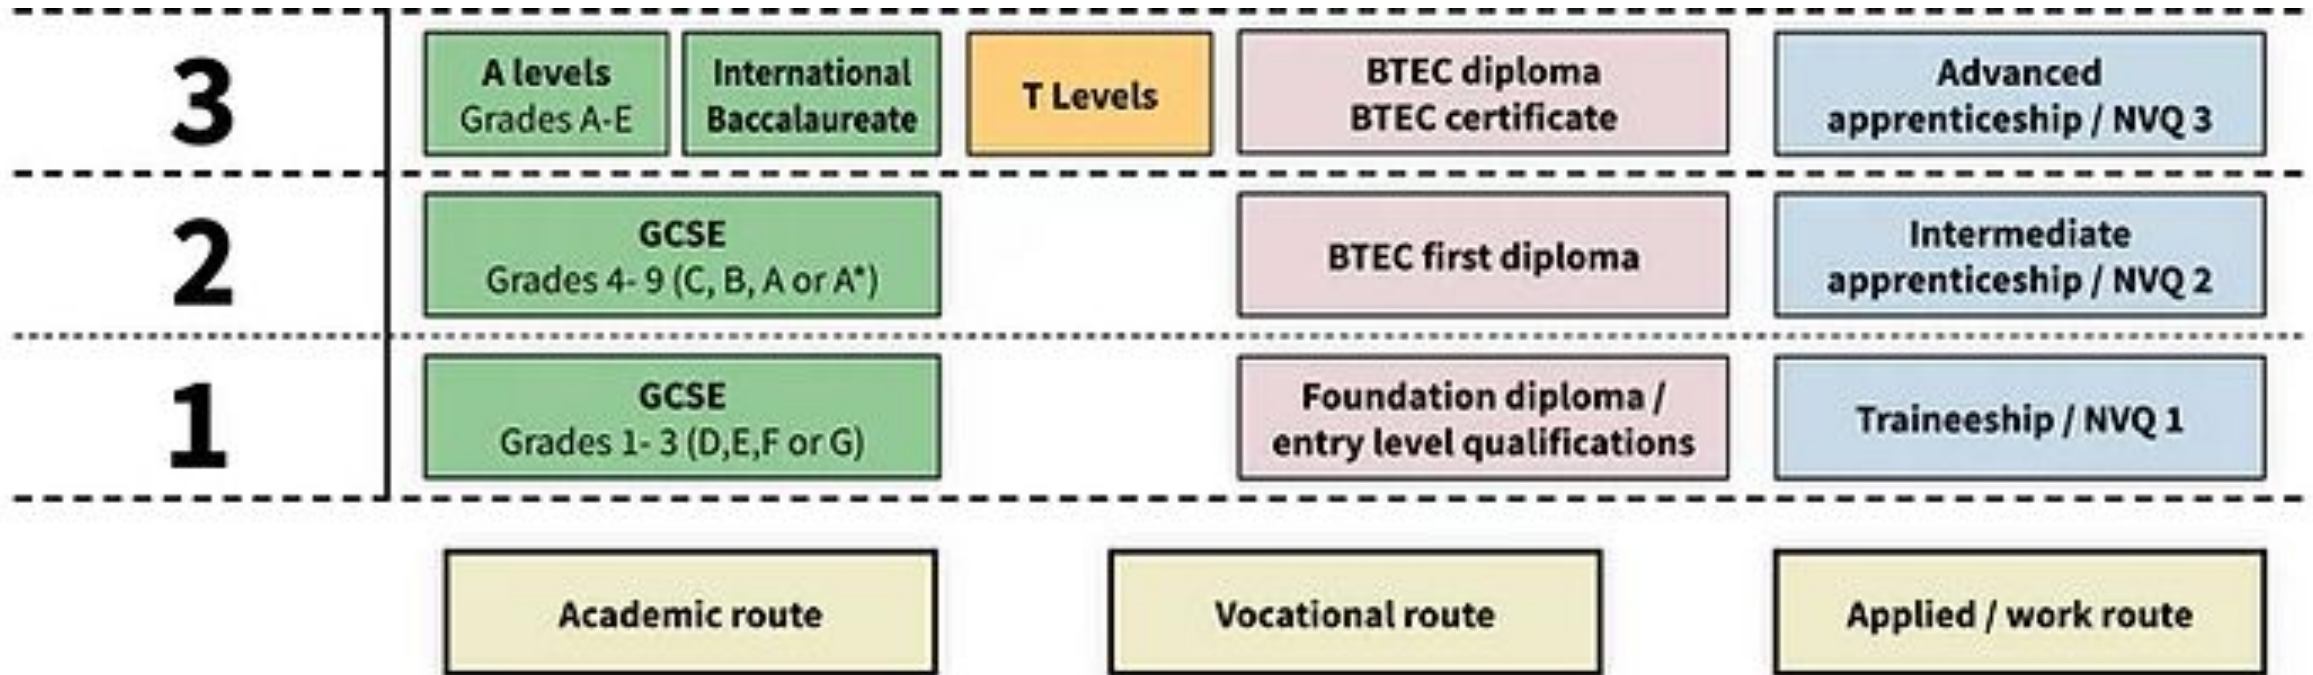 3
A levels
Grades A-E
International
Baccalaureate
T Levels
BTEC diploma
BTEC certificate
Advanced
apprenticeship / NVQ 3
2
GCSE
Grades 4- 9 (C, B, A or A*)
BTEC first diploma
Intermediate
apprenticeship / NVQ 2
1
GCSE
Grades 1- 3 (D,E,F or G)
Foundation diploma /
entry level qualifications
Traineeship / NVQ 1
Academic route
Vocational route
Applied / work route